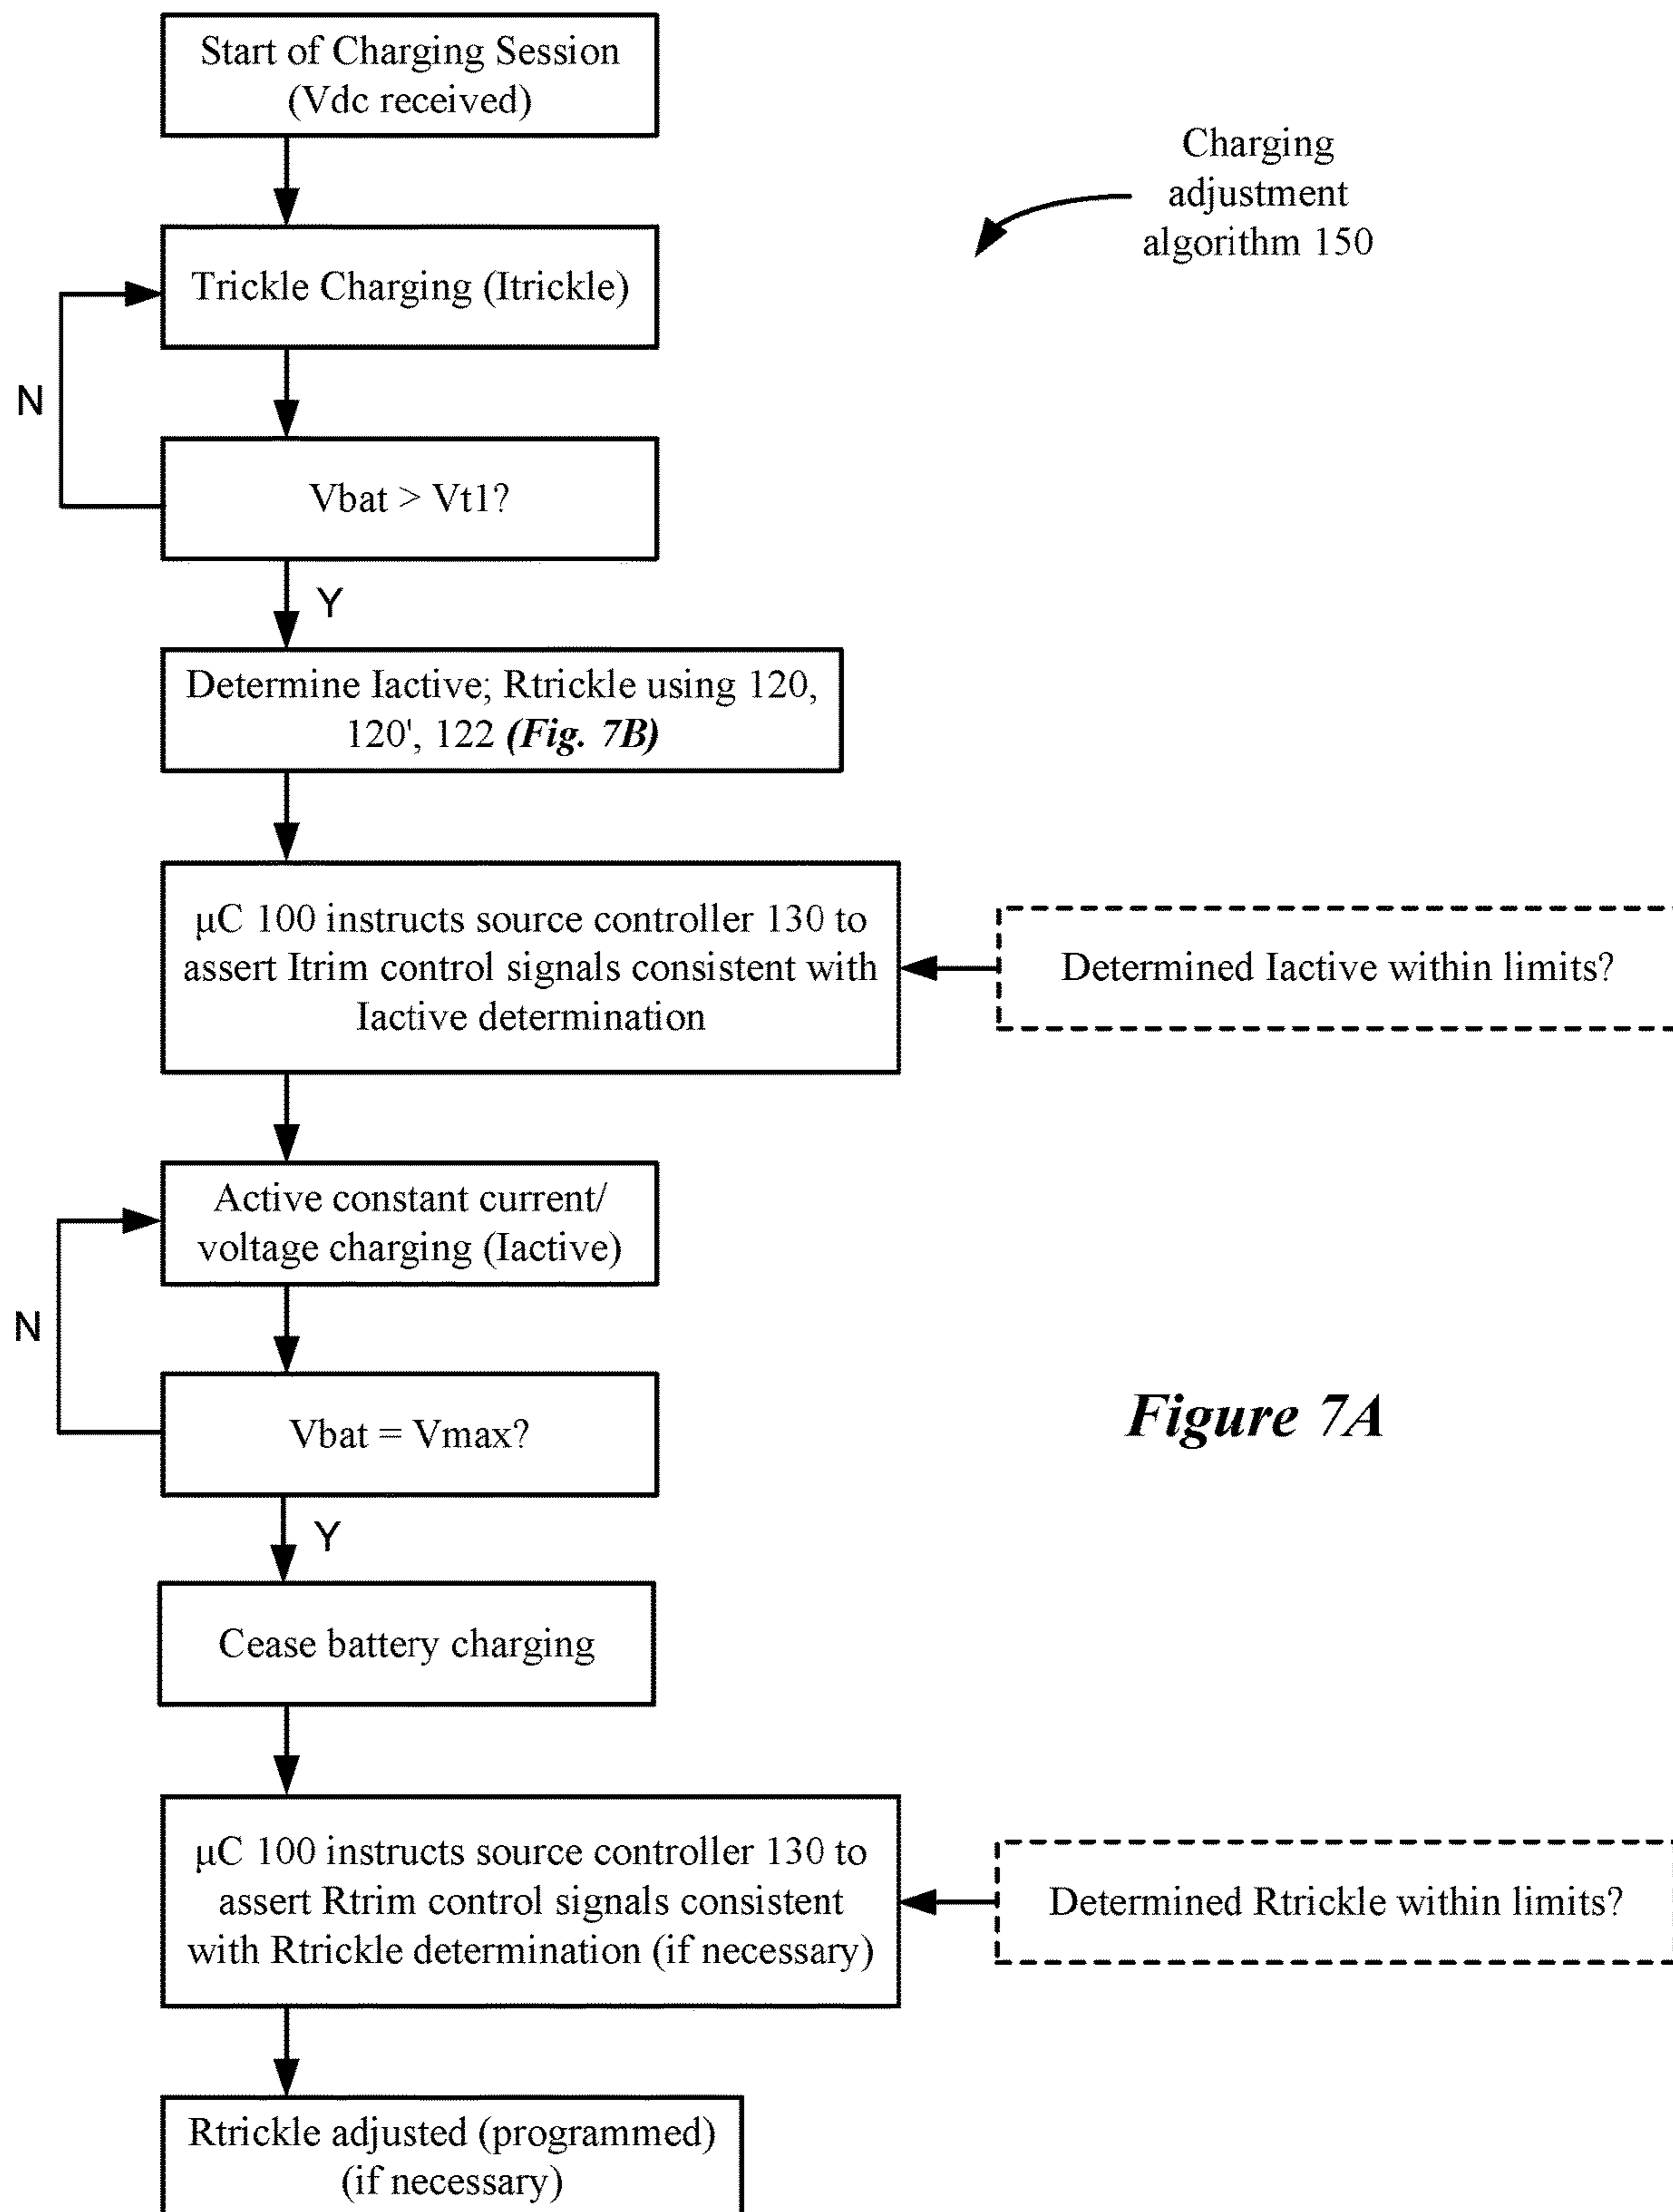 Start of Charging Session
(Vdc received)
Charging
adjustment
algorithm 150
Trickle Charging (Itrickle)
N
Vbat > Vt1?
Y
Determine Iactive; Rtrickle using 120,
120', 122 (Fig. 7B)
μC 100 instructs source controller 130 to
assert Itrim control signals consistent with
Iactive determination
Determined Iactive within limits?
Active constant current/
voltage charging (Iactive)
N
Vbat = Vmax?
Figure 7A
Y
Cease battery charging
μC 100 instructs source controller 130 to
assert Rtrim control signals consistent
with Rtrickle determination (if necessary)
Determined Rtrickle within limits?
Rtrickle adjusted (programmed)
(if necessary)